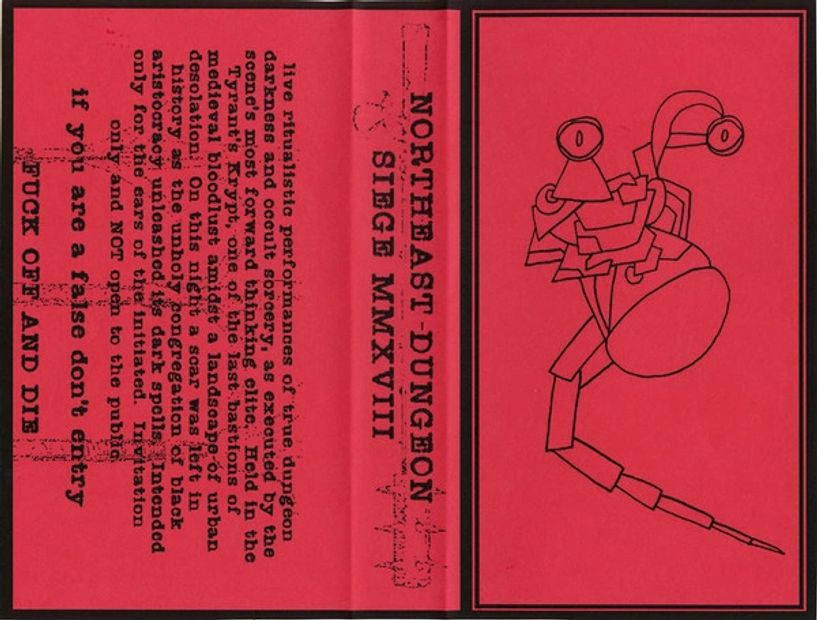 NORTHEAST DUNGEON
SIEGE MMXVIII
live ritualistic performances of true dungeon
darkness and occult sorcery, as executed by the
scene's most forward thinking elite. Held in the
Tyrant's Krypt, one of the last bastions of
medieval bloodlust amidst a landscape of urban
desolation. On this night a scar was left in
history as the unholy congregation of black
aristocracy unleashed its dark spells. Intended
only for the ears of the initiated. Invitation
only and NOT open to the public
if you are a false don't entry
FUCK OFF AND DIE